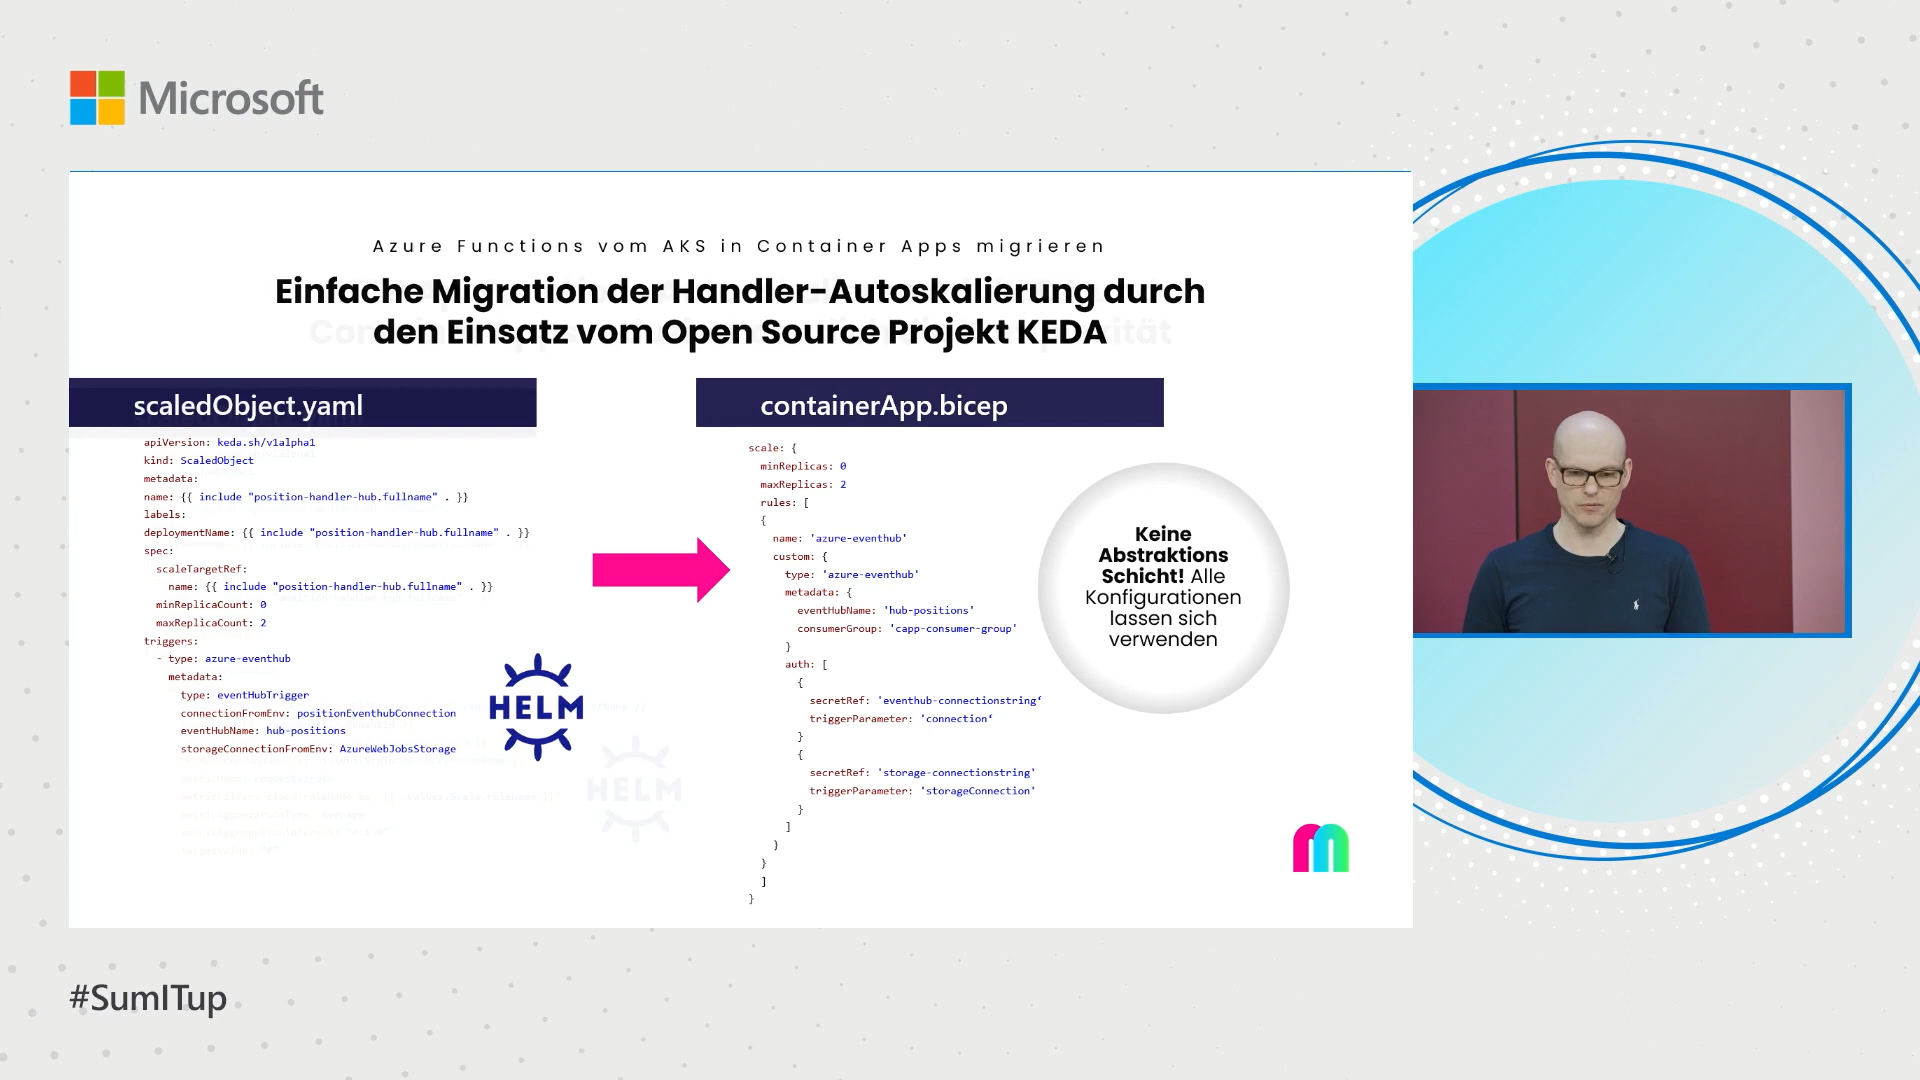 Microsoft
Azure Functions vom AKS in Container Apps migrieren
Einfache Migration der Handler-Autoskalierung durch
den Einsatz vom Open Source Projekt KEDA
scaledObject.yaml
apiVersion: keda.sh/v1alpha1
kind: ScaledObject
metadata:
name: {{ include "position-handler-hub.fullname" . }}
labels:
deploymentName: {{ include "position-handler-hub.fullname" . }}
spec:
scaleTargetRef:
name: {{ include "position-handler-hub.fullname" . }}
minReplicaCount: 0
maxReplicaCount: 2
triggers:
- type: azure-eventhub
metadata:
type: eventHubTrigger
connectionFromEnv: positionEventhubConnection
eventHubName: hub-positions
storageConnectionFromEnv: AzureWebJobsStorage
HELM
HELM
containerApp.bicep
scale: {
minReplicas: 0
maxReplicas: 2
rules: [
{
name: 'azure-eventhub'
custom: {
type: 'azure-eventhub'
metadata: {
eventHubName: 'hub-positions'
consumerGroup: 'capp-consumer-group'
}
auth: [
{
secretRef: 'eventhub-connectionstring‘
triggerParameter: 'connection‘
}
{
secretRef: 'storage-connectionstring'
triggerParameter: 'storageConnection'
}
]
}
}
]
}
Keine
Abstraktions
Schicht! Alle
Konfigurationen
lassen sich
verwenden
#SumITup